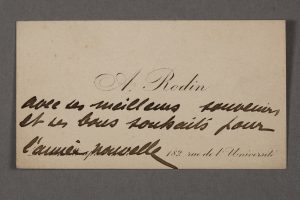 A. Rodin
avec ses meilleurs souvenirs
et ses bons souhaits pour
l'année nouvelle
182, rue de l'Université